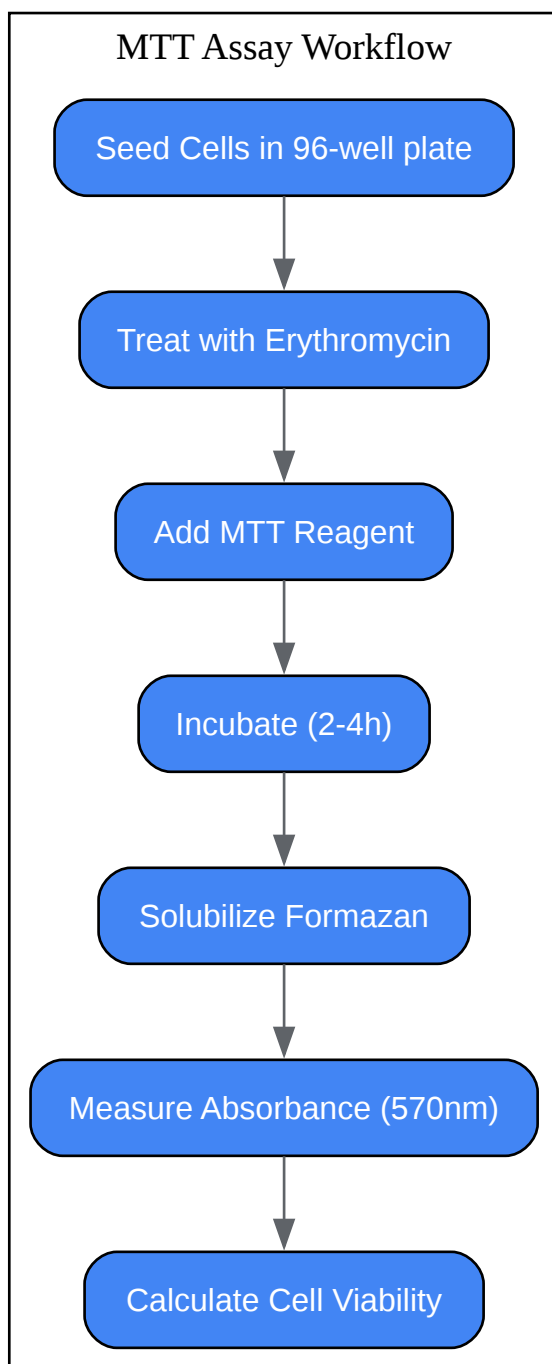 MTT Assay Workflow
Seed Cells in 96-well plate
Treat with Erythromycin
Add MTT Reagent
Incubate (2-4h)
Solubilize Formazan
Measure Absorbance (570nm)
Calculate Cell Viability